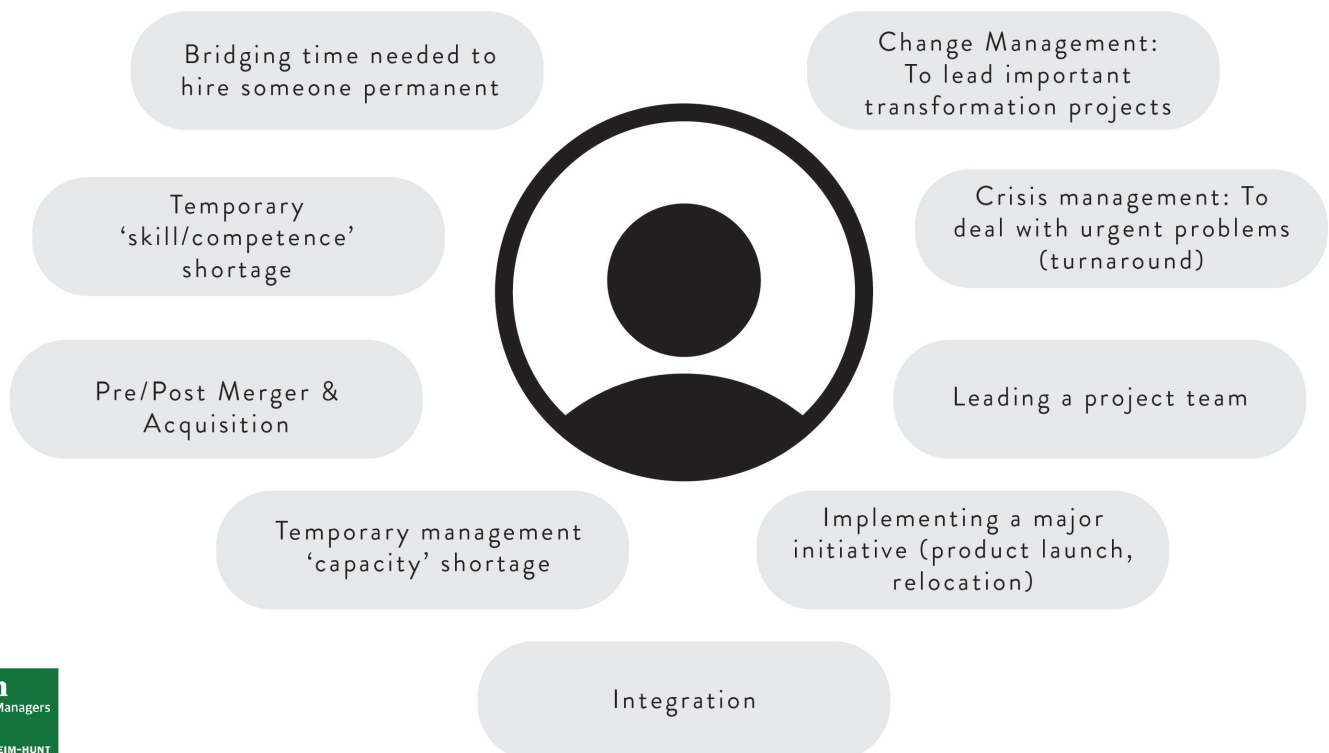 Bridging time needed to
hire someone permanent
Change Management:
To lead important
transformation projects
Temporary
‘skill/competence’
shortage
Crisis management: To
deal with urgent problems
(turnaround)
Pre/Post Merger &
Acquisition
Leading a project team
Temporary management
‘capacity’ shortage
Implementing a major
initiative (product launch,
relocation)
Integration
Managers